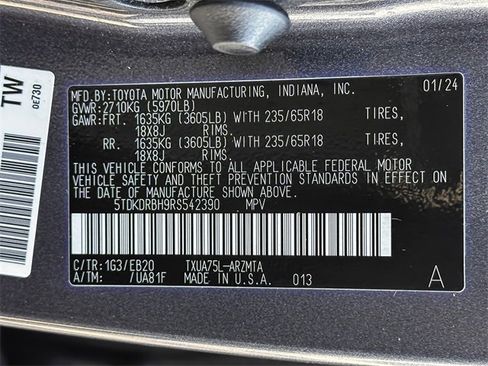 TW
0E730
MFD.BY:TOYOTA MOTOR MANUFACTURING, INDIANA, INC. 01/24
GVWR:2710KG (5970LB)
GAWR:FRT. 1635KG (3605LB) WITH 235/65R18 TIRES,
18X8J RIMS.
RR. 1635KG (3605LB) WITH 235/65R18 TIRES,
18X8J RIMS.
THIS VEHICLE CONFORMS TO ALL APPLICABLE FEDERAL MOTOR
VEHICLE SAFETY AND THEFT PREVENTION STANDARDS IN EFFECT ON
THE DATE OF MANUFACTURE SHOWN ABOVE.
5TDKDRBH9RS542390 MPV
C/TR:1G3/EB20 TXUA75L-ARZMTA
A/TM: /UA81F MADE IN U.S.A. 013
A